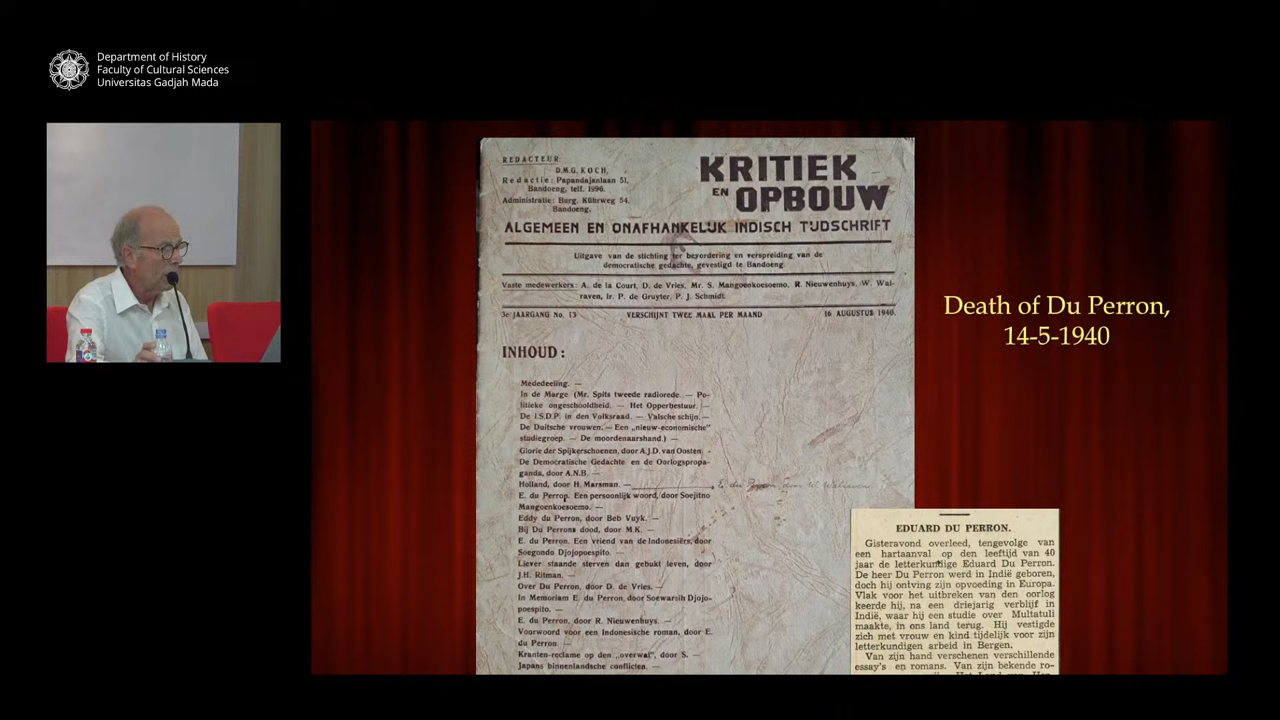 Department of History
Faculty of Cultural Sciences
Universitas Gadjah Mada
REDACTEUR:
D.M.G. KOCH,
Redactie: Papandajanlaan 51,
Bandoeng, telf. 1996.
Administratie: Burg. Kührweg 54,
Bandoeng.
KRITIEK
EN OPBOUW
ALGEMEEN EN ONAFHANKELIJK INDISCH TIJDSCHRIFT
Uitgave van de stichting ter bevordering en verspreiding van de
democratische gedachte, gevestigd te Bandoeng.
Vaste medewerkers: A. de la Court, D. de Vries, Mr. S. Mangoenkoesoemo, R. Nieuwenhuys, W. Wal-
raven, Ir. P. de Gruyter, P. J. Schmidt.
3e JAARGANG No. 13 VERSCHIJNT TWEE MAAL PER MAAND 16 AUGUSTUS 1940.
INHOUD:
Mededeeling. —
In de Marge (Mr. Spits tweede radiorede. — Po-
litieke ongeschooldheid. — Het Opperbestuur. —
De I.S.D.P. in den Volksraad. — Valsche schijn. —
De Duitsche vrouwen. — Een „nieuw-economische"
studiegroep. — De moordenaarshand.) —
Glorie der Spijkerschoenen, door A.J.D. van Oosten. -
De Democratische Gedachte en de Oorlogspropa-
ganda, door A.N.B. —
Holland, door H. Marsman. — E. du Perron, door W. Walraven
E. du Perron. Een persoonlijk woord, door Soejitno
Mangoenkoesoemo. —
Eddy du Perron, door Beb Vuyk. —
Bij Du Perrons dood, door M.K. —
E. du Perron. Een vriend van de Indonesiërs, door
Soegondo Djojopoespito. —
Liever staande sterven dan gebukt leven, door
J.H. Ritman. —
Over Du Perron, door D. de Vries. —
In Memoriam E. du Perron, door Soewarsih Djojo-
poespito. —
E. du Perron, door R. Nieuwenhuys. —
Voorwoord voor een Indonesische roman, door E.
du Perron. —
Kranten-reclame op den „overwal", door S. —
Japans binnenlandsche conflicten. —
Death of Du Perron,
14-5-1940
EDUARD DU PERRON.
Gisteravond overleed, tengevolge van
een hartaanval op den leeftijd van 40
jaar de letterkundige Eduard Du Perron.
De heer Du Perron werd in Indië geboren,
doch hij ontving zijn opvoeding in Europa.
Vlak voor het uitbreken van den oorlog
keerde hij, na een driejarig verblijf in
Indië, waar hij een studie over Multatuli
maakte, in ons land terug. Hij vestigde
zich met vrouw en kind tijdelijk voor zijn
letterkundigen arbeid in Bergen.
Van zijn hand verschenen verschillende
essay's en romans. Van zijn bekende ro-